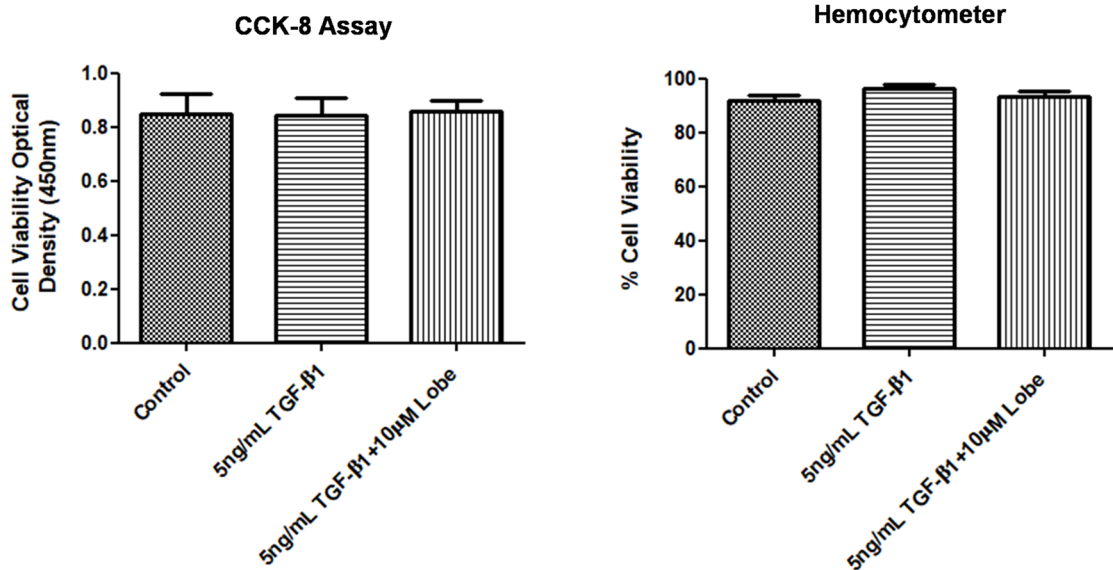 CCK-8 Assay
Cell Viability Optical
Density (450nm)
1.0
0.8
0.6
0.4
0.2
0.0
Control
5ng/mL TGF-β1
5ng/mL TGF-β1+10μM Lobe
Hemocytometer
% Cell Viability
100
80
60
40
20
0
Control
5ng/mL TGF-β1
5ng/mL TGF-β1+10μM Lobe